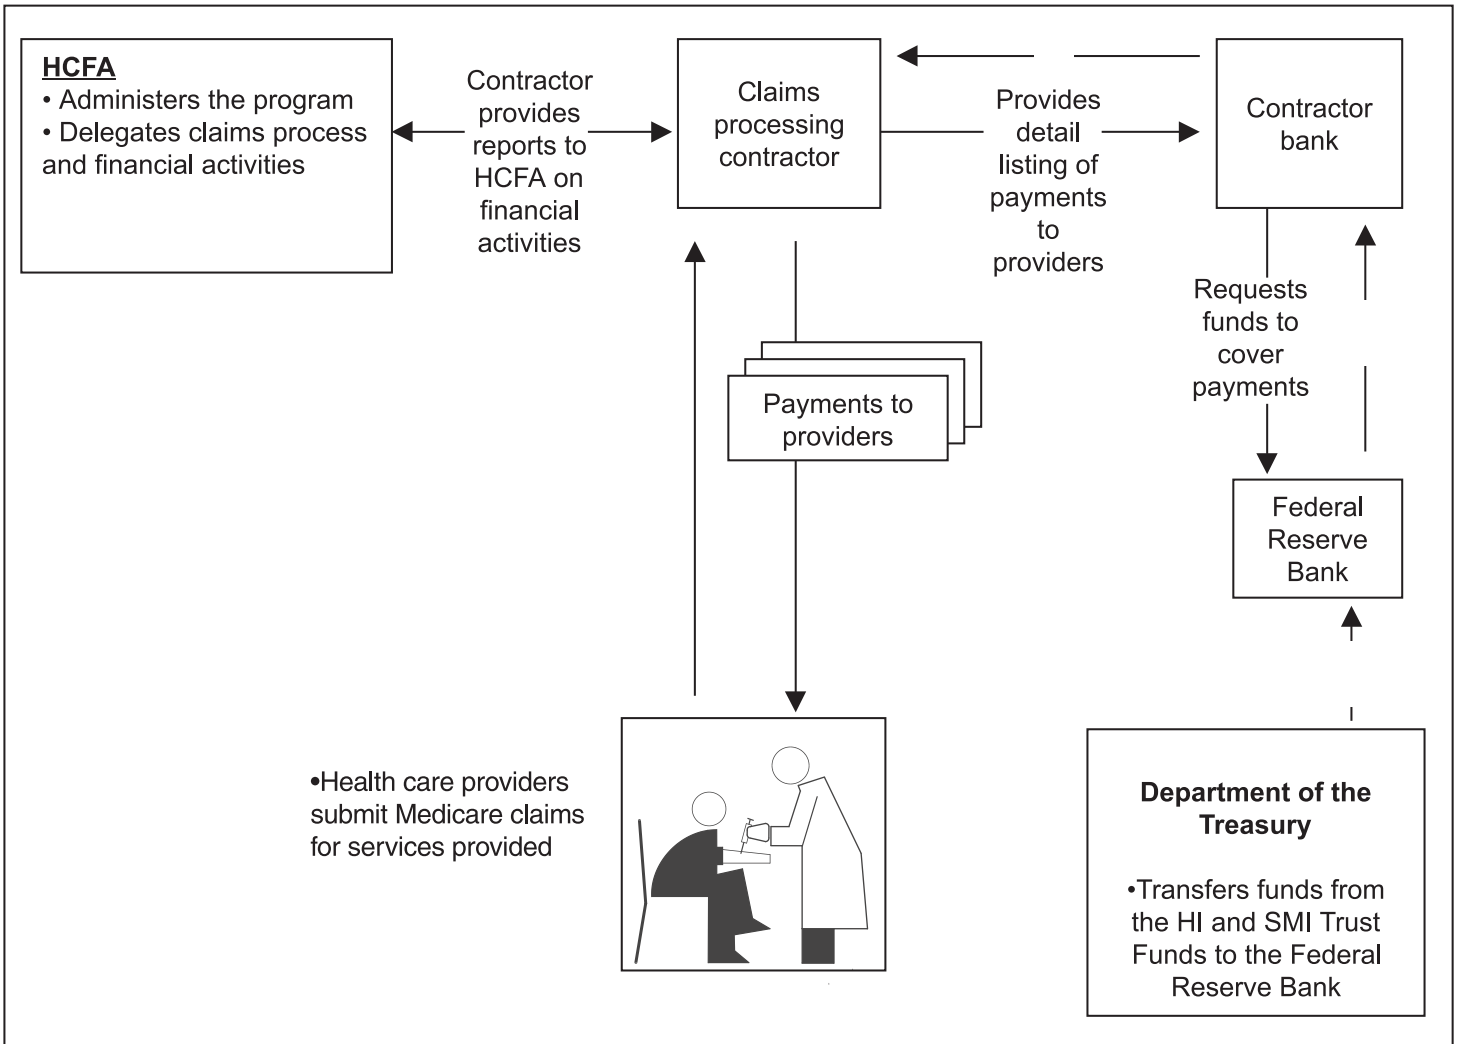 HCFA
• Administers the program
• Delegates claims process
and financial activities
Contractor
provides
reports to
HCFA on
financial
activities
Claims
processing
contractor
Provides
detail
listing of
payments
to
providers
Contractor
bank
Requests
funds to
cover
payments
Payments to
providers
Federal
Reserve
Bank
•Health care providers
submit Medicare claims
for services provided
Department of the
Treasury
•Transfers funds from
the HI and SMI Trust
Funds to the Federal
Reserve Bank